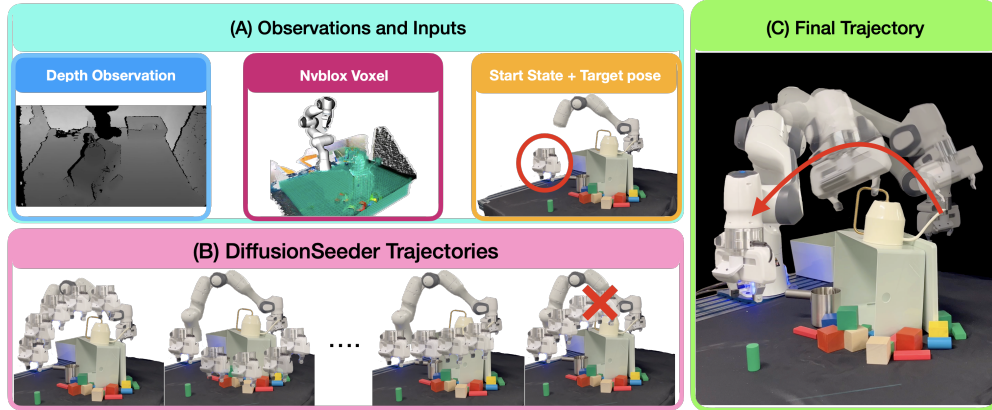 (A) Observations and Inputs
Depth Observation
Nvblox Voxel
Start State + Target pose
(B) DiffusionSeeder Trajectories
....
(C) Final Trajectory